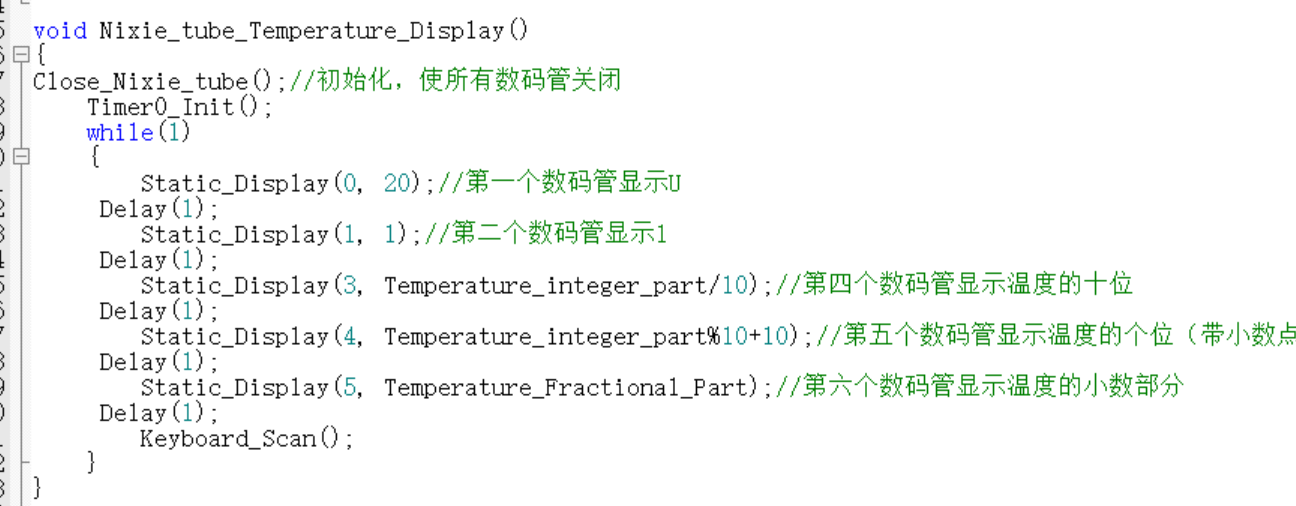 void Nixie_tube_Temperature_Display()
{
Close_Nixie_tube();//初始化，使所有数码管关闭
Timer0_Init();
while(1)
{
Static_Display(0, 20);//第一个数码管显示U
Delay(1);
Static_Display(1, 1);//第二个数码管显示1
Delay(1);
Static_Display(3, Temperature_integer_part/10);//第四个数码管显示温度的十位
Delay(1);
Static_Display(4, Temperature_integer_part%10+10);//第五个数码管显示温度的个位（带小数点
Delay(1);
Static_Display(5, Temperature_Fractional_Part);//第六个数码管显示温度的小数部分
Delay(1);
Keyboard_Scan();
}
}